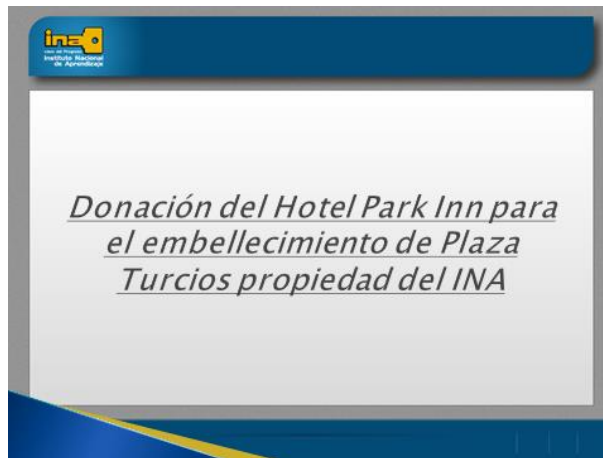 ina
Instituto Nacional
de Aprendizaje
Donación del Hotel Park Inn para
el embellecimiento de Plaza
Turcios propiedad del INA